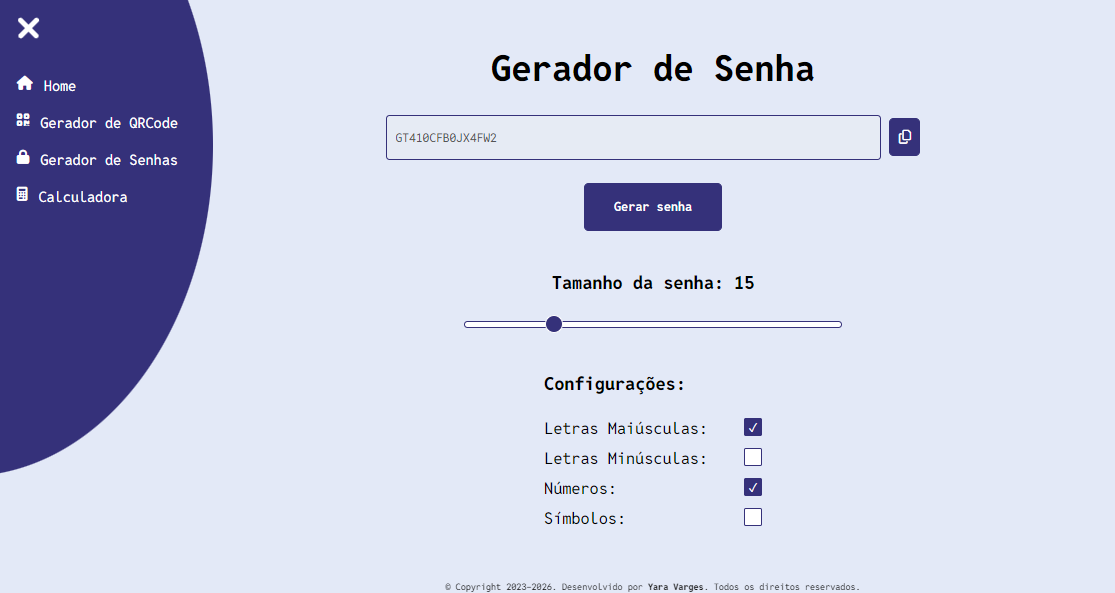 Home
Gerador de QRCode
Gerador de Senhas
Calculadora
Gerador de Senha
GT410CFB0JX4FW2
Gerar senha
Tamanho da senha: 15
Configurações:
Letras Maiúsculas:
Letras Minúsculas:
Números:
Símbolos:
© Copyright 2023-2026. Desenvolvido por Yara Varges. Todos os direitos reservados.